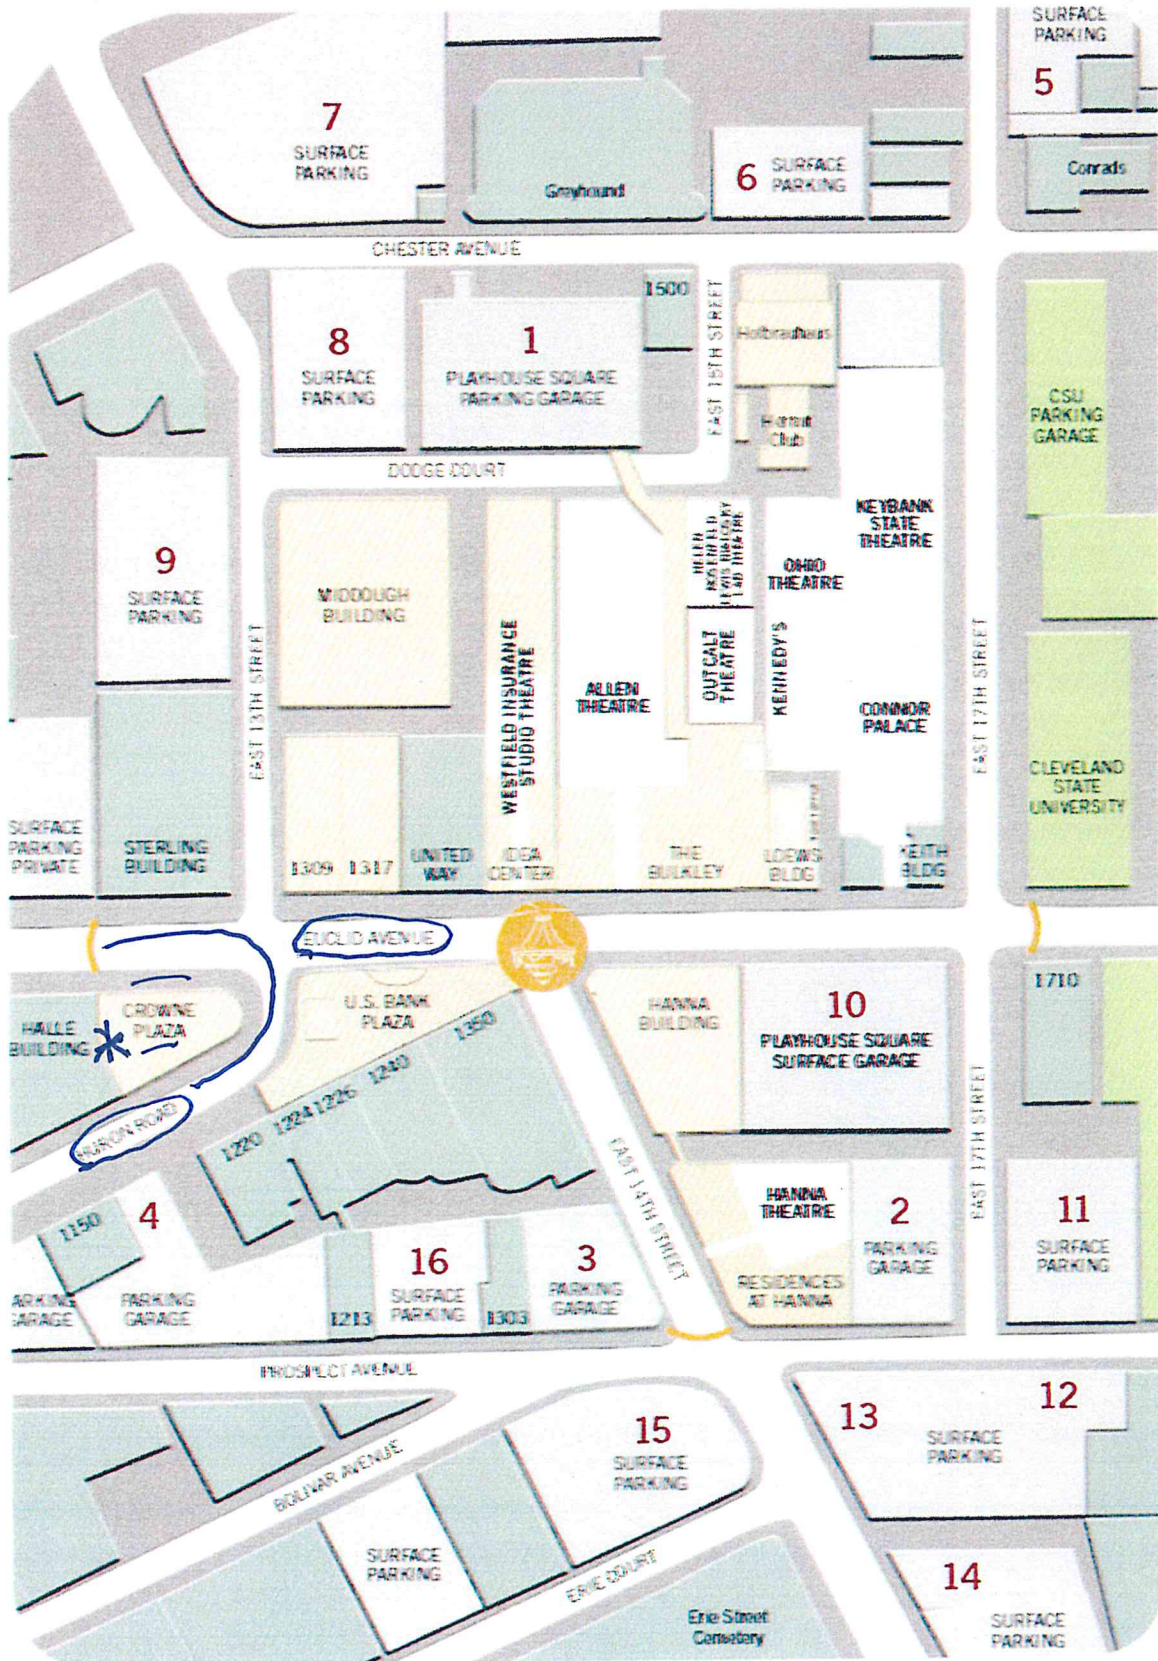 SURFACE
PARKING
5
7
SURFACE
PARKING
Greyhound
6
SURFACE
PARKING
Conrads
CHESTER AVENUE
8
SURFACE
PARKING
1
PLAYHOUSE SQUARE
PARKING GARAGE
1500
EAST 15TH STREET
Hofbrauhaus
Hermit
Club
CSU
PARKING
GARAGE
DODGE COURT
9
SURFACE
PARKING
EAST 13TH STREET
MIDDOUGH
BUILDING
WESTFIELD INSURANCE
STUDIO THEATRE
ALLEN
THEATRE
HELEN
OUTCALT
THEATRE
OHIO
THEATRE
KENNEDY'S
KEYBANK
STATE
THEATRE
CONNOR
PALACE
EAST 17TH STREET
CLEVELAND
STATE
UNIVERSITY
SURFACE
PARKING
PRIVATE
STERLING
BUILDING
1309
1317
UNITED
WAY
IDEA
CENTER
THE
BULKLEY
LOEWS
BLDG
KEITH
BLDG
EUCLID AVENUE
HALLE
BUILDING
CROWNE
PLAZA
U.S. BANK
PLAZA
HURON ROAD
1220
1224
1226
1240
1350
HANNA
BUILDING
10
PLAYHOUSE SQUARE
SURFACE GARAGE
1710
EAST 14TH STREET
EAST 17TH STREET
1150
4
PARKING
GARAGE
ARKING
GARAGE
1213
16
SURFACE
PARKING
1303
3
PARKING
GARAGE
HANNA
THEATRE
RESIDENCES
AT HANNA
2
PARKING
GARAGE
11
SURFACE
PARKING
PROSPECT AVENUE
BOLIVAR AVENUE
15
SURFACE
PARKING
13
12
SURFACE
PARKING
SURFACE
PARKING
ERIE COURT
Erie Street
Cemetery
14
SURFACE
PARKING